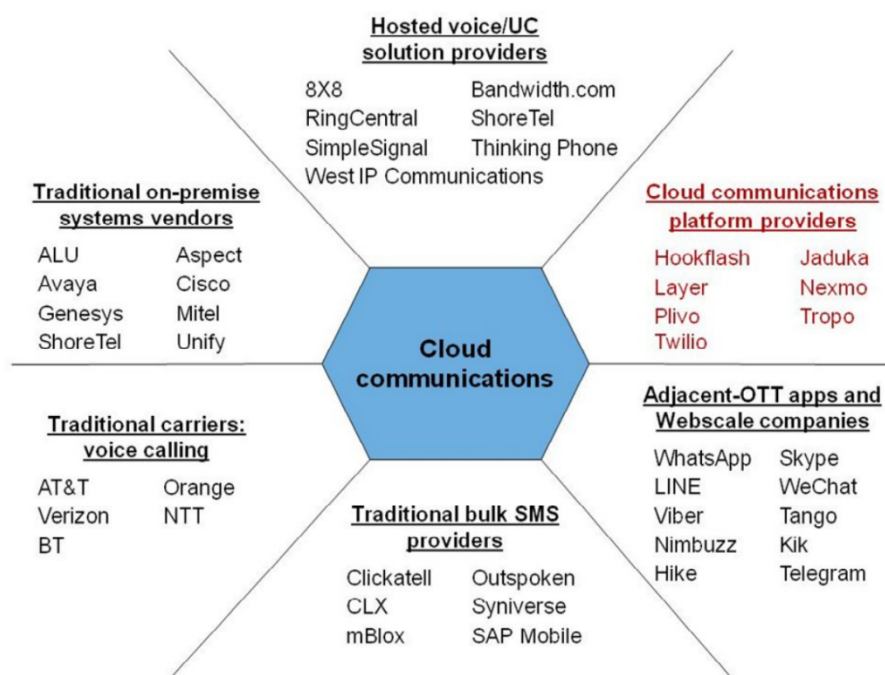 Hosted voice/UC
solution providers
8X8 Bandwidth.com
RingCentral ShoreTel
SimpleSignal Thinking Phone
West IP Communications
Traditional on-premise
systems vendors
ALU Aspect
Avaya Cisco
Genesys Mitel
ShoreTel Unify
Cloud communications
platform providers
Hookflash Jaduka
Layer Nexmo
Plivo Tropo
Twilio
Cloud
communications
Traditional carriers:
voice calling
AT&T Orange
Verizon NTT
BT
Traditional bulk SMS
providers
Clickatell Outspoken
CLX Syniverse
mBlox SAP Mobile
Adjacent-OTT apps and
Webscale companies
WhatsApp Skype
LINE WeChat
Viber Tango
Nimbuzz Kik
Hike Telegram